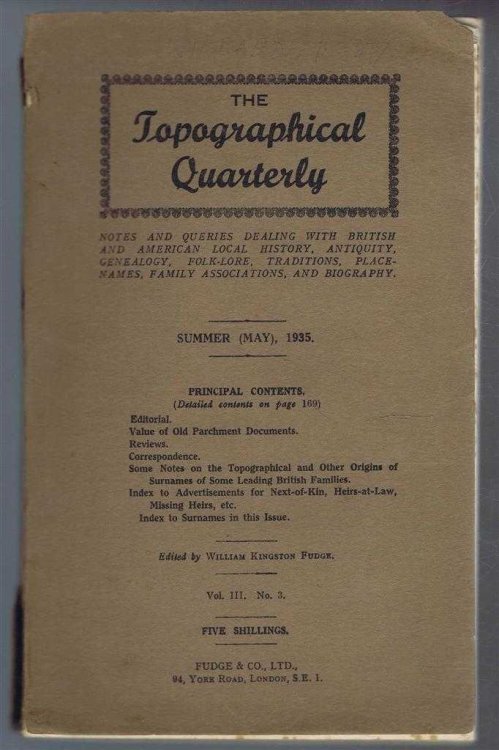 THE
Topographical
Quarterly
NOTES AND QUERIES DEALING WITH BRITISH
AND AMERICAN LOCAL HISTORY, ANTIQUITY,
GENEALOGY, FOLK-LORE, TRADITIONS, PLACE-
NAMES, FAMILY ASSOCIATIONS, AND BIOGRAPHY.
SUMMER (MAY), 1935.
PRINCIPAL CONTENTS.
(Detailed contents on page 169)
Editorial.
Value of Old Parchment Documents.
Reviews.
Correspondence.
Some Notes on the Topographical and Other Origins of
Surnames of Some Leading British Families.
Index to Advertisements for Next-of-Kin, Heirs-at-Law,
Missing Heirs, etc.
Index to Surnames in this Issue.
Edited by WILLIAM KINGSTON FUDGE.
Vol. III. No. 3.
FIVE SHILLINGS.
FUDGE & CO., LTD.,
94, YORK ROAD, LONDON, S.E. 1.